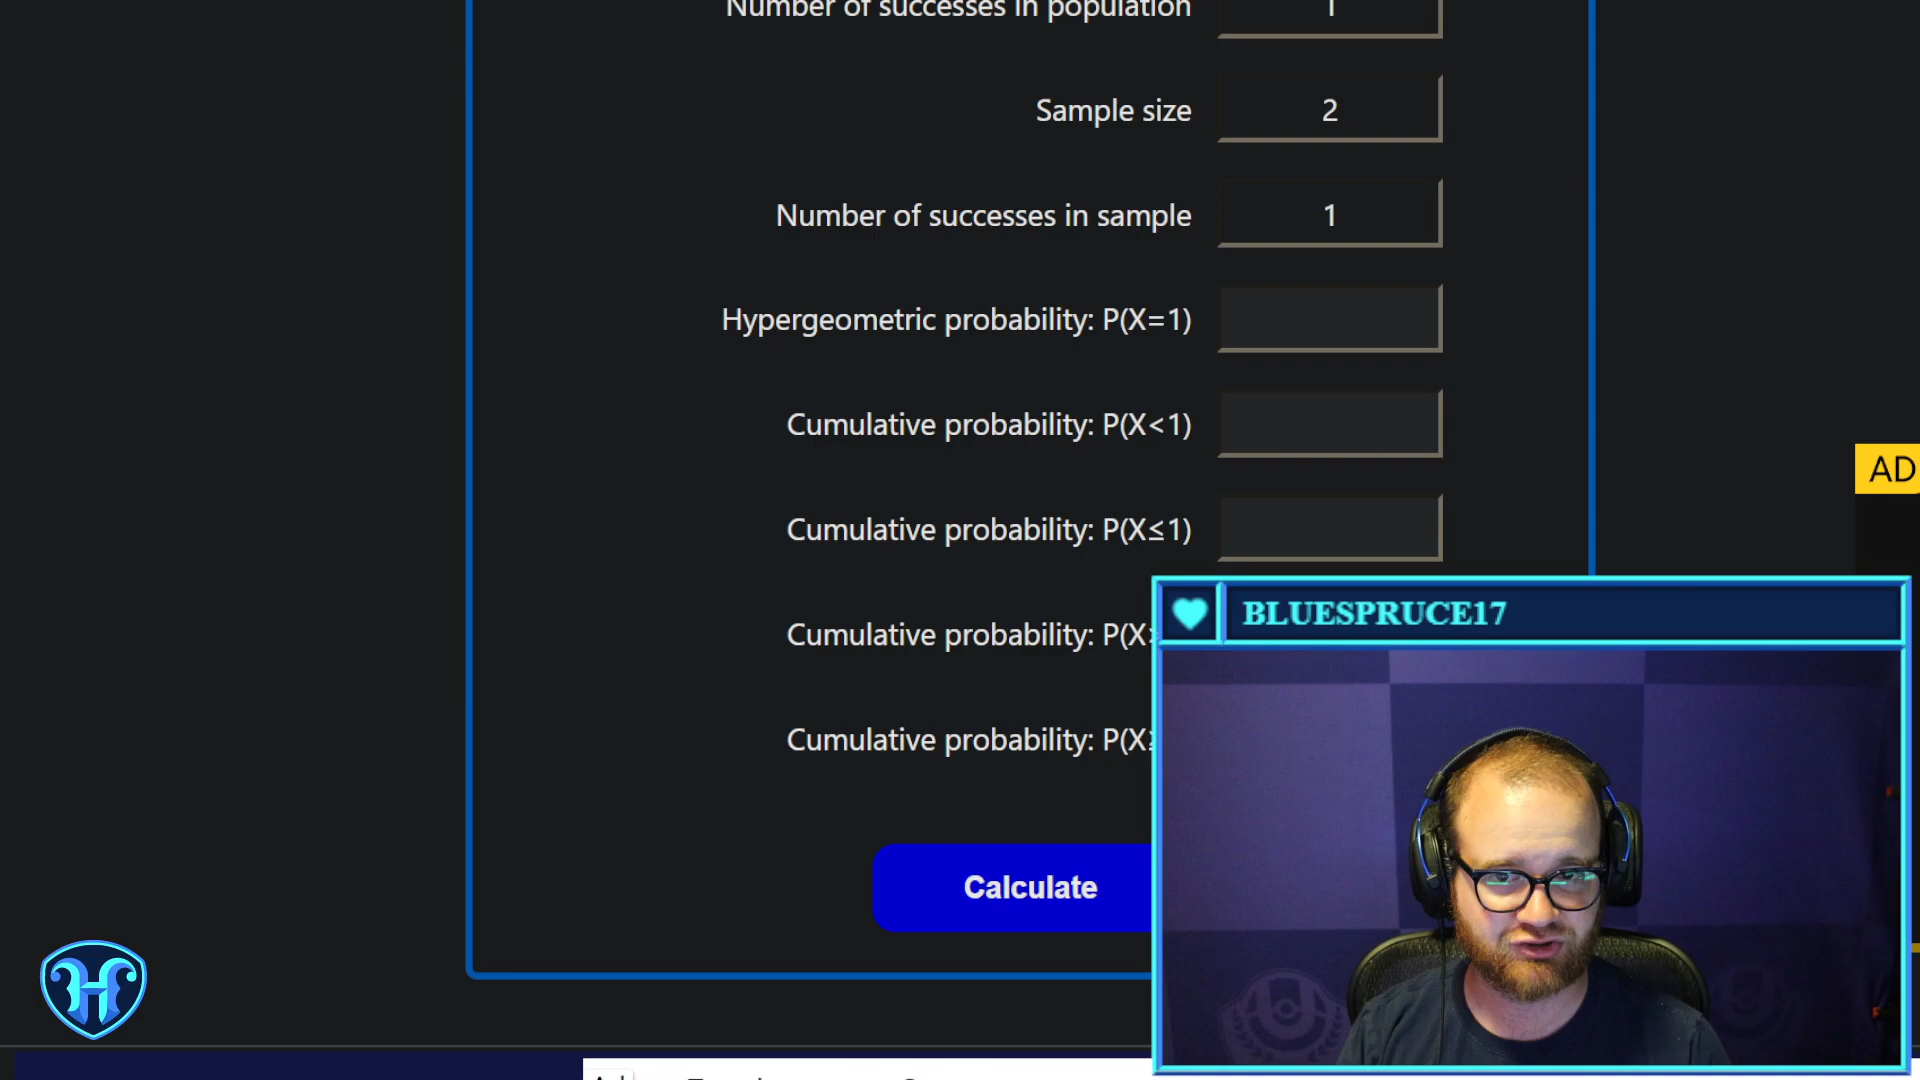 Number of successes in population 1
Sample size 2
Number of successes in sample 1
Hypergeometric probability: P(X=1)
Cumulative probability: P(X<1)
Cumulative probability: P(X≤1)
AD
BLUESPRUCE17
Cumulative probability: P(X
Cumulative probability: P(X
Calculate
H